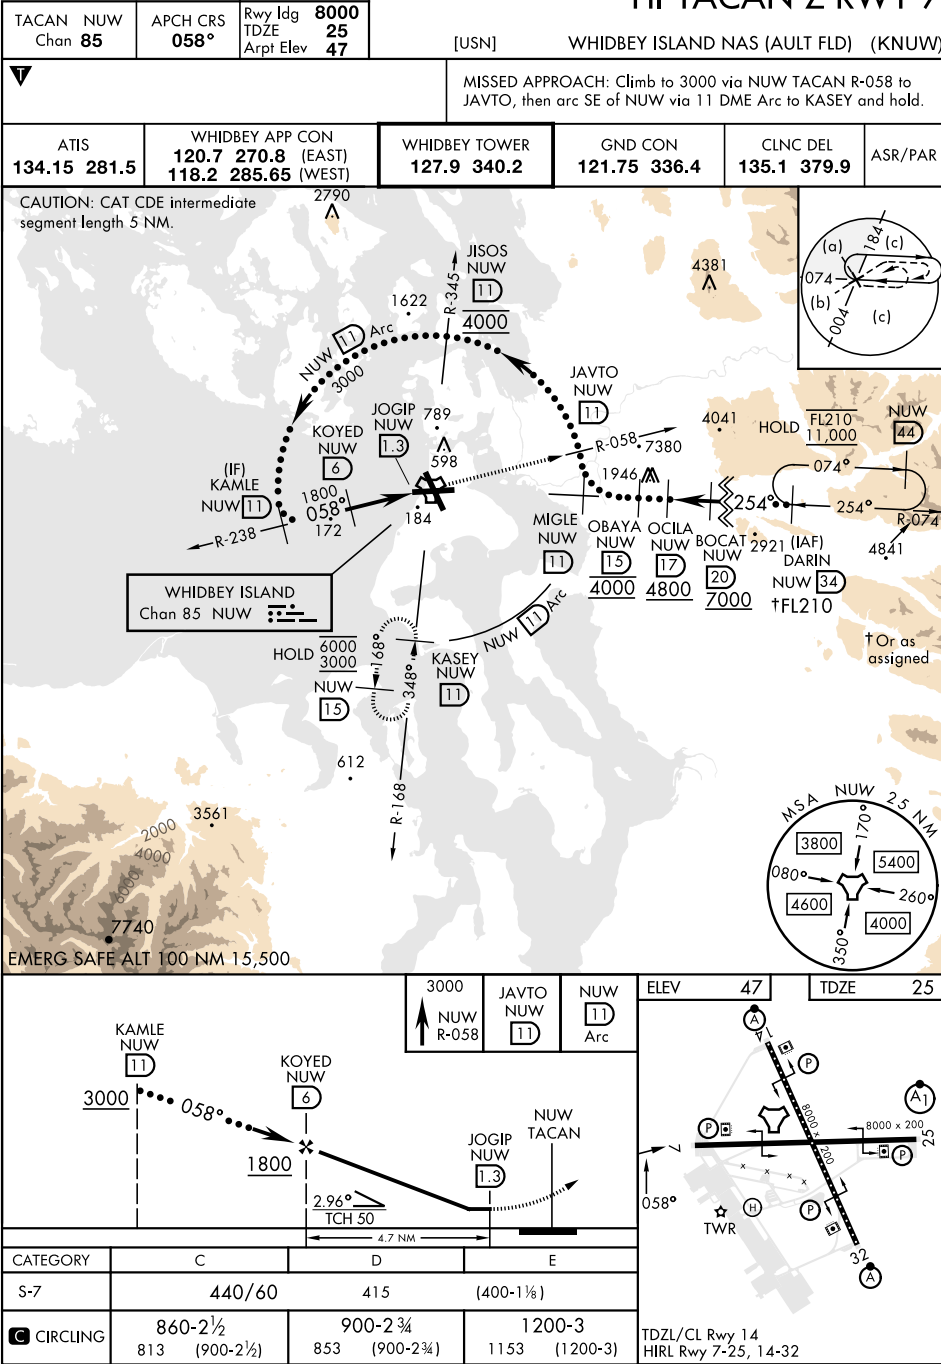 HI-TACAN Z RWY 7
TACAN NUW
Chan 85
APCH CRS
058°
Rwy ldg 8000
TDZE 25
Arpt Elev 47
[USN]
WHIDBEY ISLAND NAS (AULT FLD) (KNUW)
T
MISSED APPROACH: Climb to 3000 via NUW TACAN R-058 to
JAVTO, then arc SE of NUW via 11 DME Arc to KASEY and hold.
ATIS
134.15 281.5
WHIDBEY APP CON
120.7 270.8 (EAST)
118.2 285.65 (WEST)
WHIDBEY TOWER
127.9 340.2
GND CON
121.75 336.4
CLNC DEL
135.1 379.9
ASR/PAR
CAUTION: CAT CDE intermediate
segment length 5 NM.
2790
JISOS
NUW
11
4000
R-345
4381
1622
NUW 11 Arc
3000
(a)
184
(c)
074
(b)
004
(c)
JAVTO
NUW
11
R-058
7380
4041
HOLD FL210
11,000
NUW
44
JOGIP
NUW
1.3
789
598
KOYED
NUW
6
1800
058°
172
184
(IF)
KAMLE
NUW 11
R-238
1946
074°
254°
254°
R-074
MIGLE
NUW
11
OBAYA
NUW
15
4000
OCILA
NUW
17
4800
BOCAT
NUW
20
7000
2921
(IAF)
DARIN
NUW 34
†FL210
4841
† Or as
assigned
WHIDBEY ISLAND
Chan 85 NUW
NUW 11 Arc
HOLD 6000
3000
168°
348°
NUW
15
KASEY
NUW
11
612
R-168
3561
2000
4000
6000
7740
EMERG SAFE ALT 100 NM 15,500
MSA NUW 25 NM
170°
3800
5400
080°
260°
4600
4000
350°
3000
NUW
R-058
JAVTO
NUW
11
NUW
11
Arc
ELEV 47
TDZE 25
KAMLE
NUW
11
3000
058°
KOYED
NUW
6
1800
2.96°
TCH 50
JOGIP
NUW
1.3
NUW
TACAN
4.7 NM
A
14
P
A1
8000 x 200
8000 x 200
P
7
25
P
058°
x x x x
H
TWR
P
32
A
TDZL/CL Rwy 14
HIRL Rwy 7-25, 14-32
CATEGORY C D E
S-7 440/60 415 (400-1⅛)
C CIRCLING
860-2½
813 (900-2½)
900-2¾
853 (900-2¾)
1200-3
1153 (1200-3)